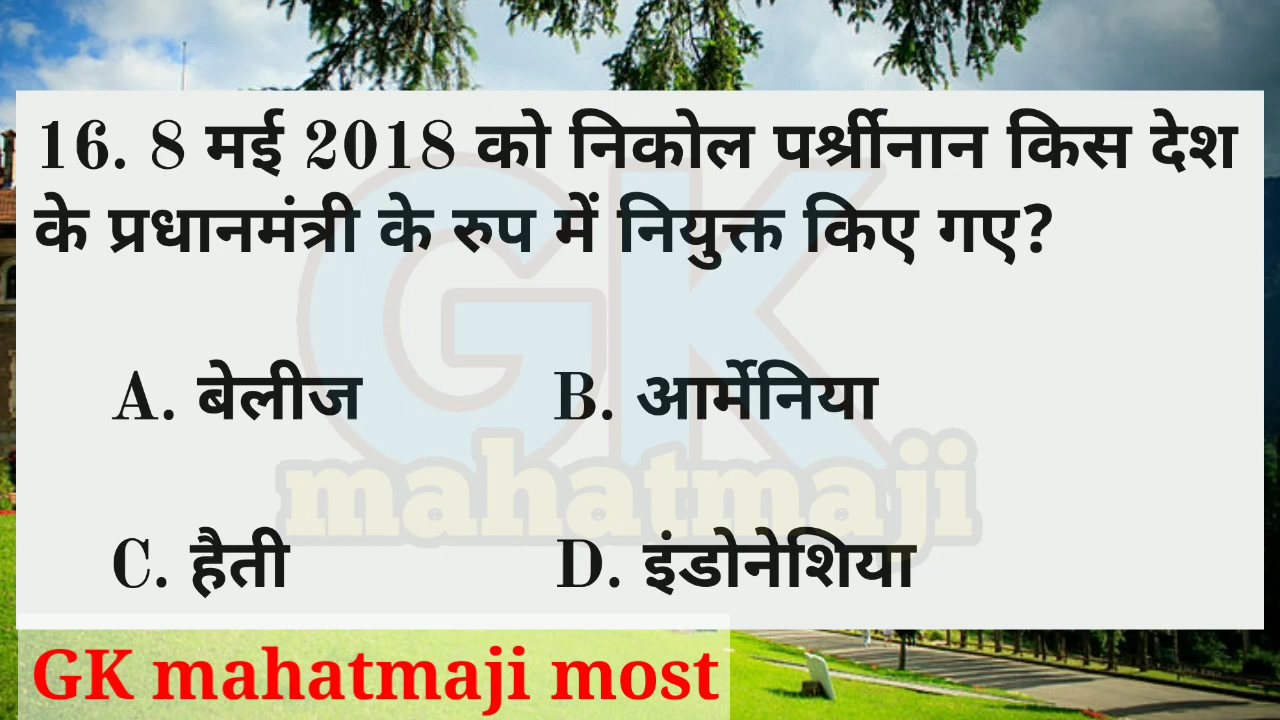 16. 8 मई 2018 को निकोल पर्श्रीनान किस देश
के प्रधानमंत्री के रुप में नियुक्त किए गए?
A. बेलीज B. आर्मेनिया
GK
mahatmaji
C. हैती D. इंडोनेशिया
GK mahatmaji most